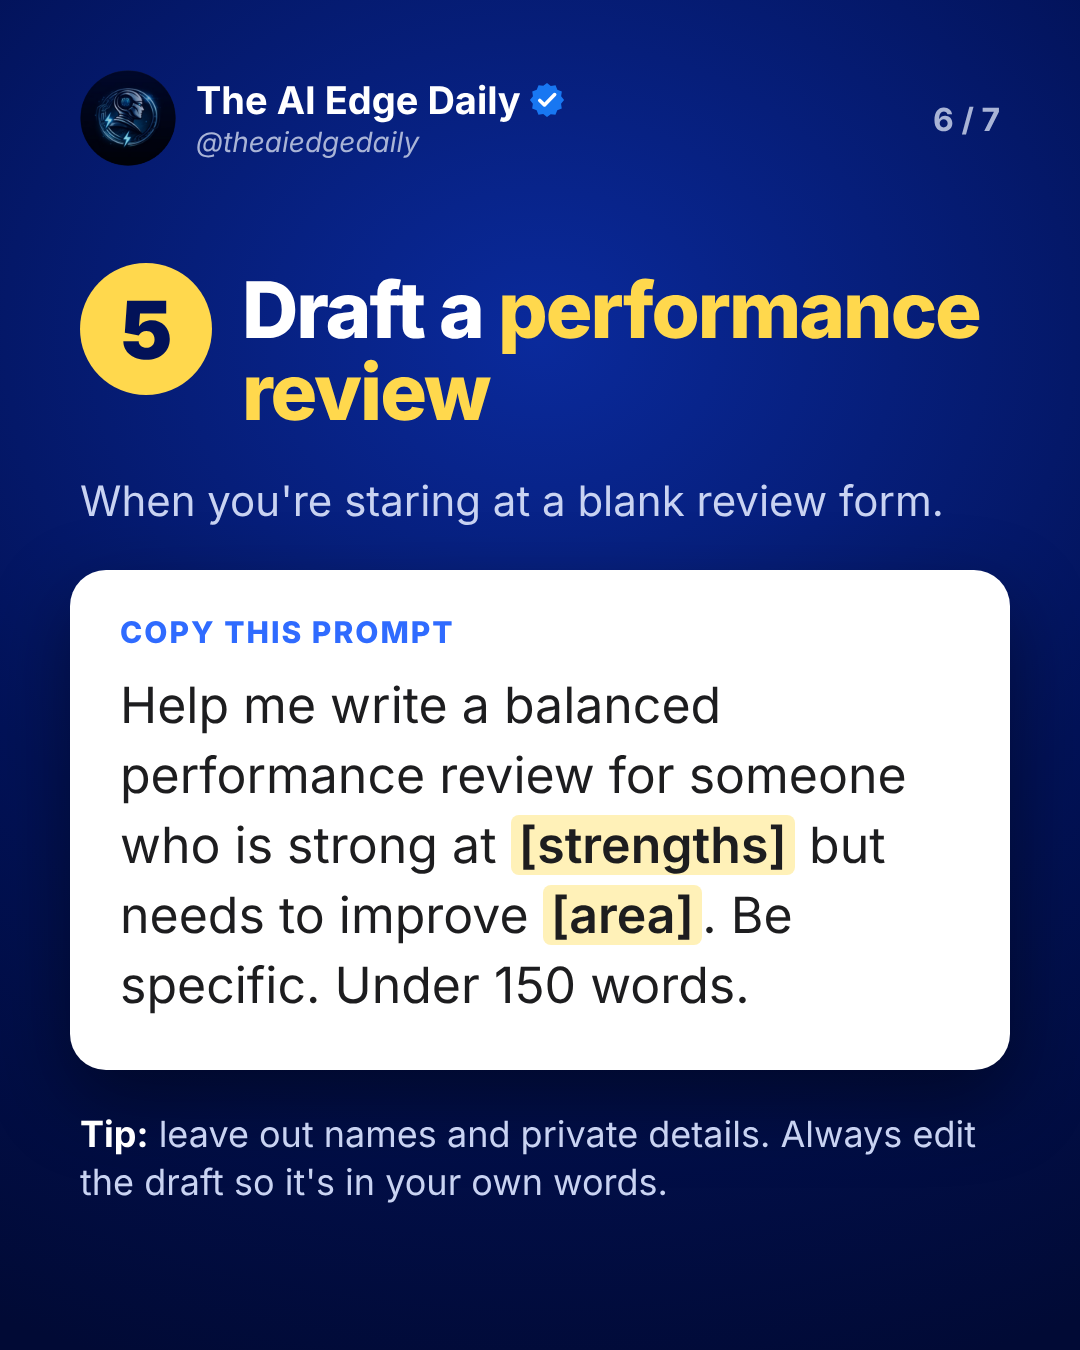 The AI Edge Daily
@theaiedgedaily
6 / 7
5
Draft a performance
review
When you're staring at a blank review form.
COPY THIS PROMPT
Help me write a balanced
performance review for someone
who is strong at [strengths] but
needs to improve [area]. Be
specific. Under 150 words.
Tip: leave out names and private details. Always edit
the draft so it's in your own words.